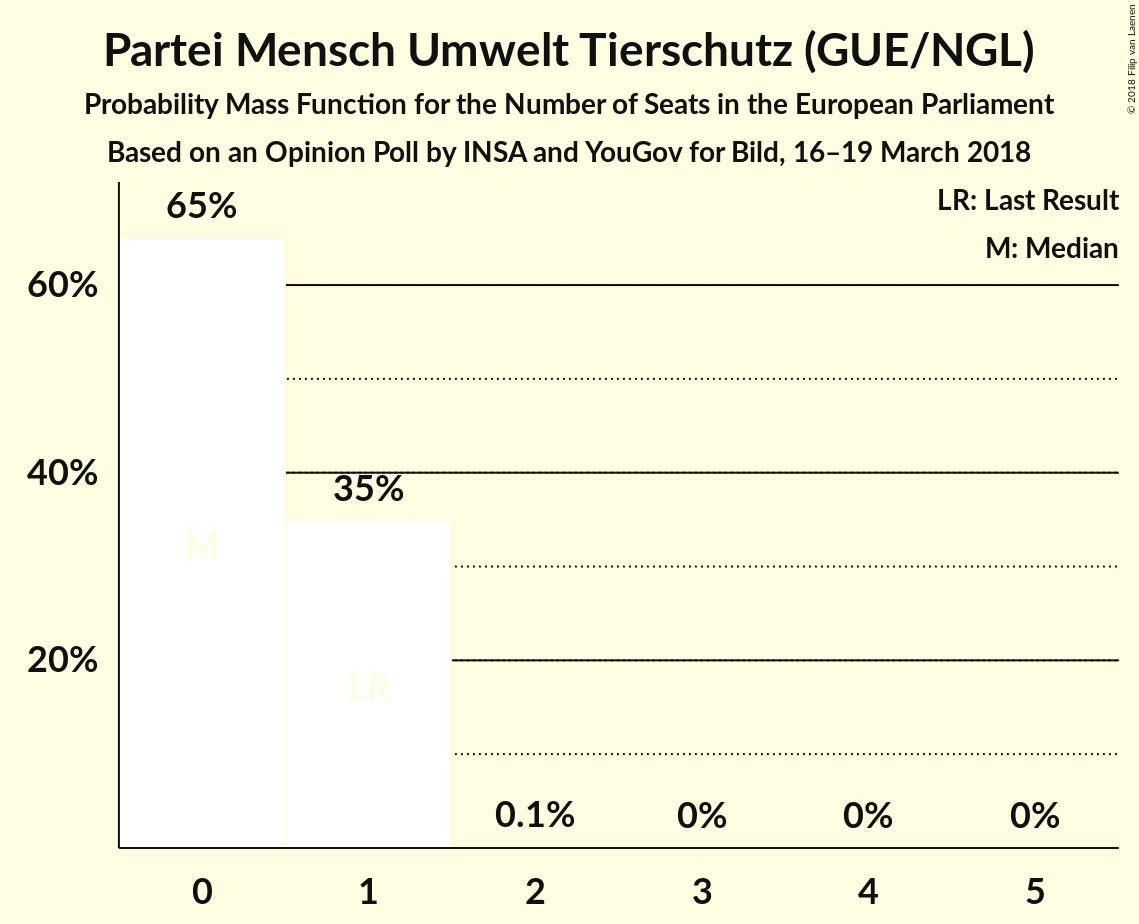 Partei Mensch Umwelt Tierschutz (GUE/NGL)
Probability Mass Function for the Number of Seats in the European Parliament
Based on an Opinion Poll by INSA and YouGov for Bild, 16–19 March 2018
© 2018 Filip van Laenen
LR: Last Result
M: Median
65%
60%
40%
35%
M
20%
LR
0.1%
0%
0%
0%
0
1
2
3
4
5